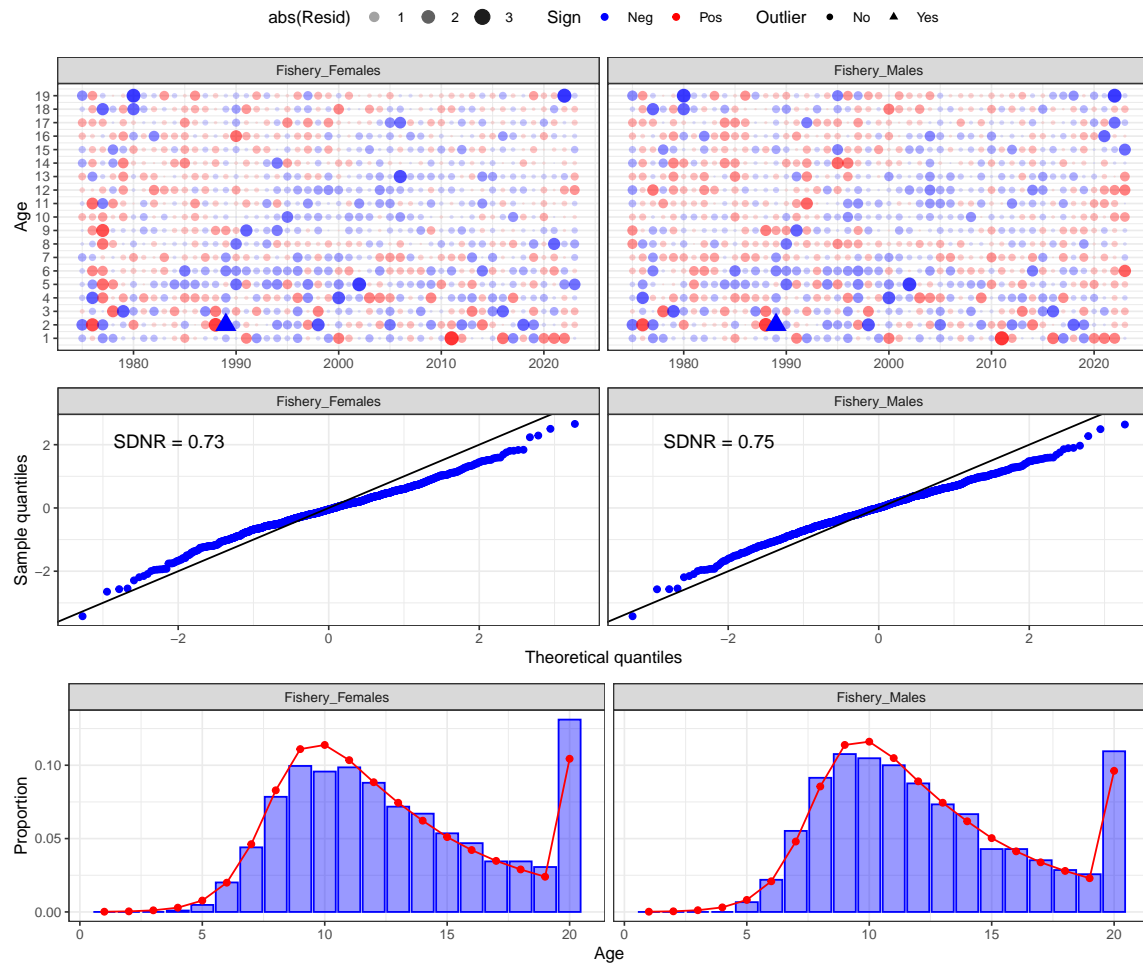 abs(Resid) 1 2 3 Sign Neg Pos Outlier No Yes
Fishery_Females Fishery_Males
Age
19
18
17
16
15
14
13
12
11
10
9
8
7
6
5
4
3
2
1
1980 1990 2000 2010 2020 1980 1990 2000 2010 2020
Fishery_Females Fishery_Males
SDNR = 0.73 SDNR = 0.75
Sample quantiles
2
0
−2
−2 0 2 −2 0 2
Theoretical quantiles
Fishery_Females Fishery_Males
Proportion
0.10
0.05
0.00
0 5 10 15 20 0 5 10 15 20
Age